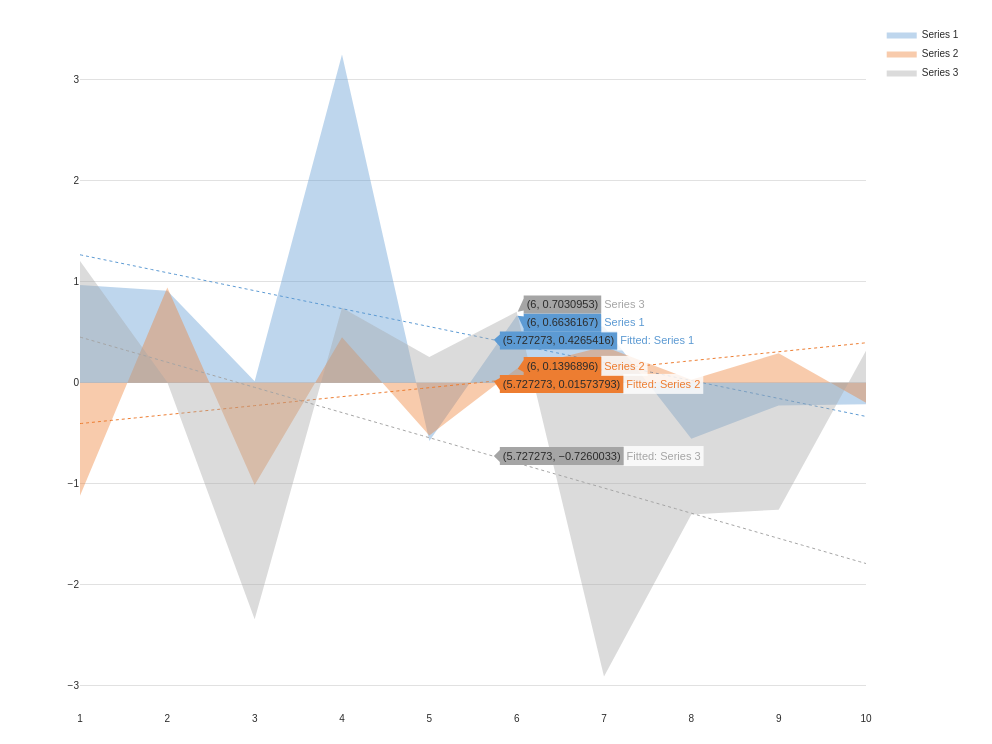 Series 1
Series 2
Series 3
3
2
1
0
−1
−2
−3
(6, 0.7030953) Series 3
(6, 0.6636167) Series 1
(5.727273, 0.4265416) Fitted: Series 1
(6, 0.1396896) Series 2
(5.727273, 0.01573793) Fitted: Series 2
(5.727273, −0.7260033) Fitted: Series 3
1 2 3 4 5 6 7 8 9 10